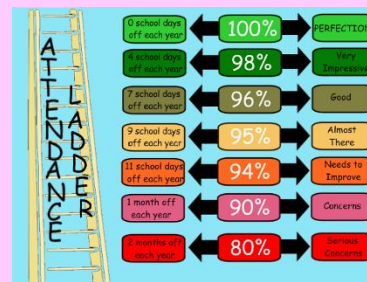 ATTENDANCE
LADDER
0 school days
off each year
100%
PERFECTION
4 school days
off each year
98%
Very
Impressive
7 school days
off each year
96%
Good
9 school days
off each year
95%
Almost
There
11 school days
off each year
94%
Needs to
Improve
1 month off
each year
90%
Concerns
2 months off
each year
80%
Serious
Concerns